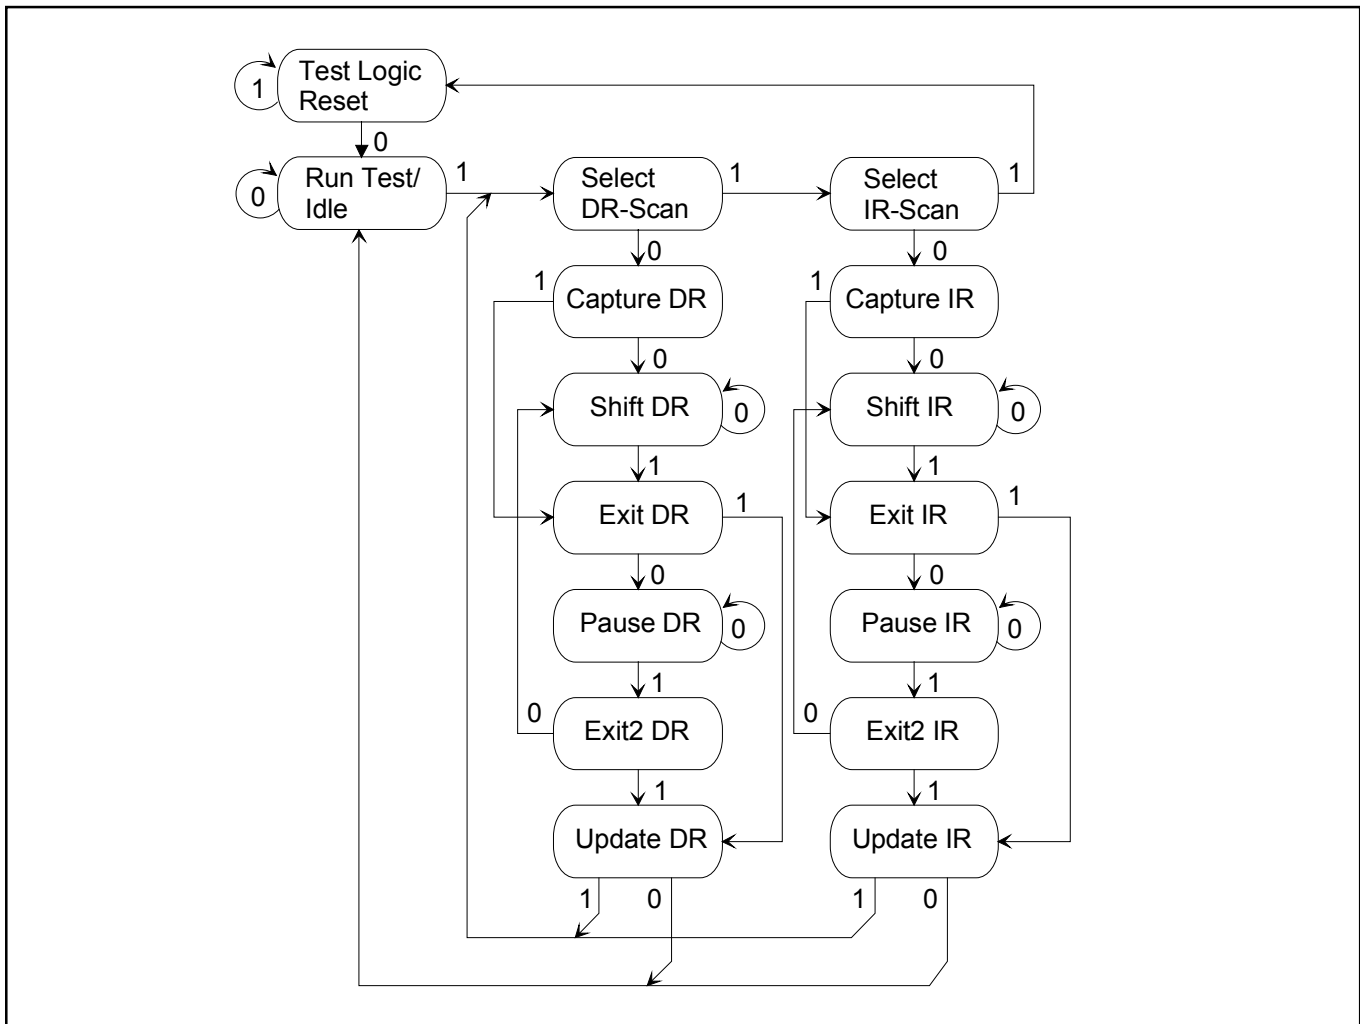 Test Logic
Reset
1
0
Run Test/
Idle
0
1
Select
DR-Scan
1
Select
IR-Scan
1
0
0
1
Capture DR
1
Capture IR
0
0
Shift DR
0
Shift IR
0
1
1
Exit DR
1
Exit IR
1
0
0
Pause DR
0
Pause IR
0
1
1
0
Exit2 DR
0
Exit2 IR
1
1
Update DR
Update IR
1
0
1
0